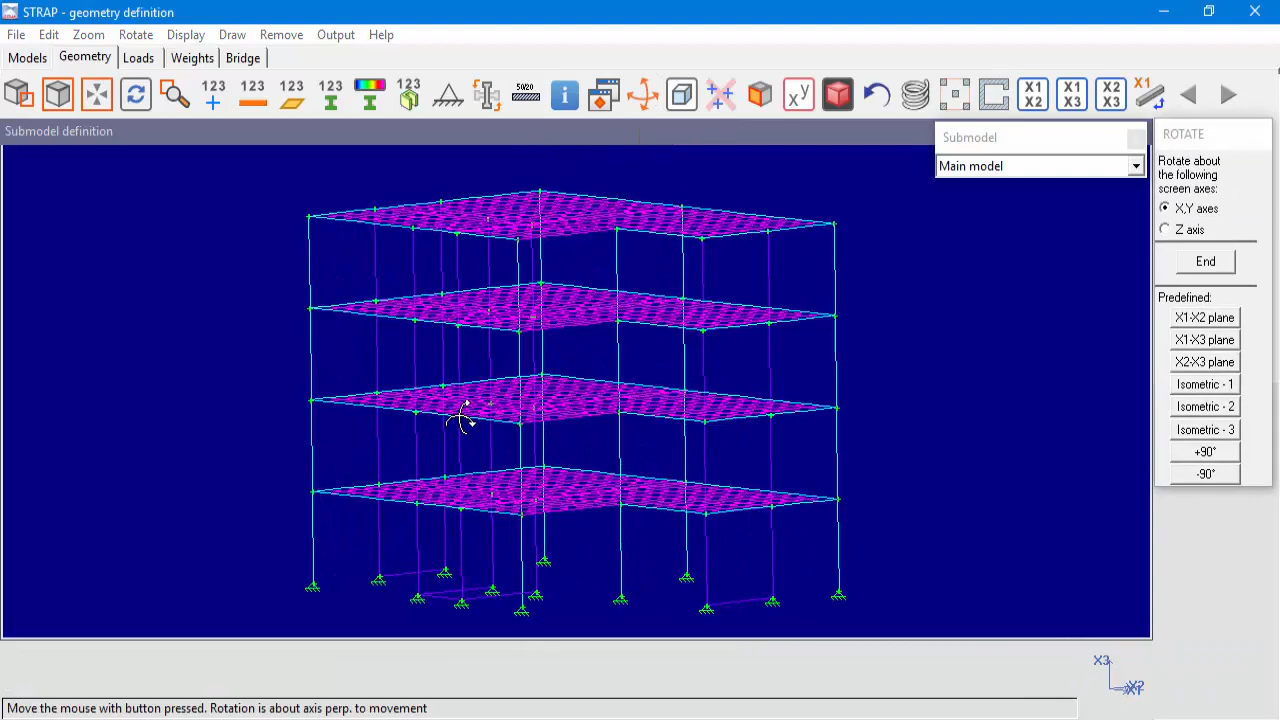 STRAP - geometry definition
File Edit Zoom Rotate Display Draw Remove Output Help
Models Geometry Loads Weights Bridge
123 123 123 123 123 50/20 i xy X1 X2 X1 X3 X2 X3 X1
Submodel definition
Submodel
Main model
ROTATE
Rotate about
the following
screen axes:
X,Y axes
Z axis
End
Predefined:
X1-X2 plane
X1-X3 plane
X2-X3 plane
Isometric - 1
Isometric - 2
Isometric - 3
+90°
-90°
X3
Move the mouse with button pressed. Rotation is about axis perp. to movement